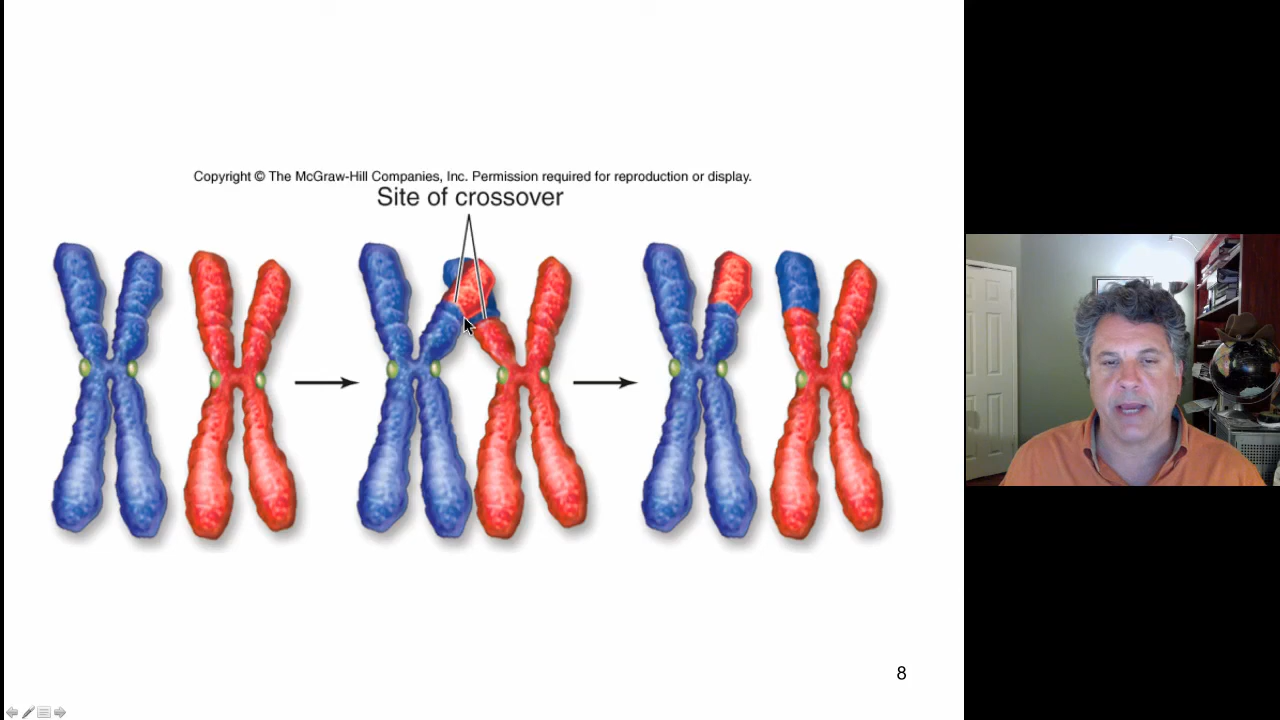 Copyright © The McGraw-Hill Companies, Inc. Permission required for reproduction or display.
Site of crossover
8